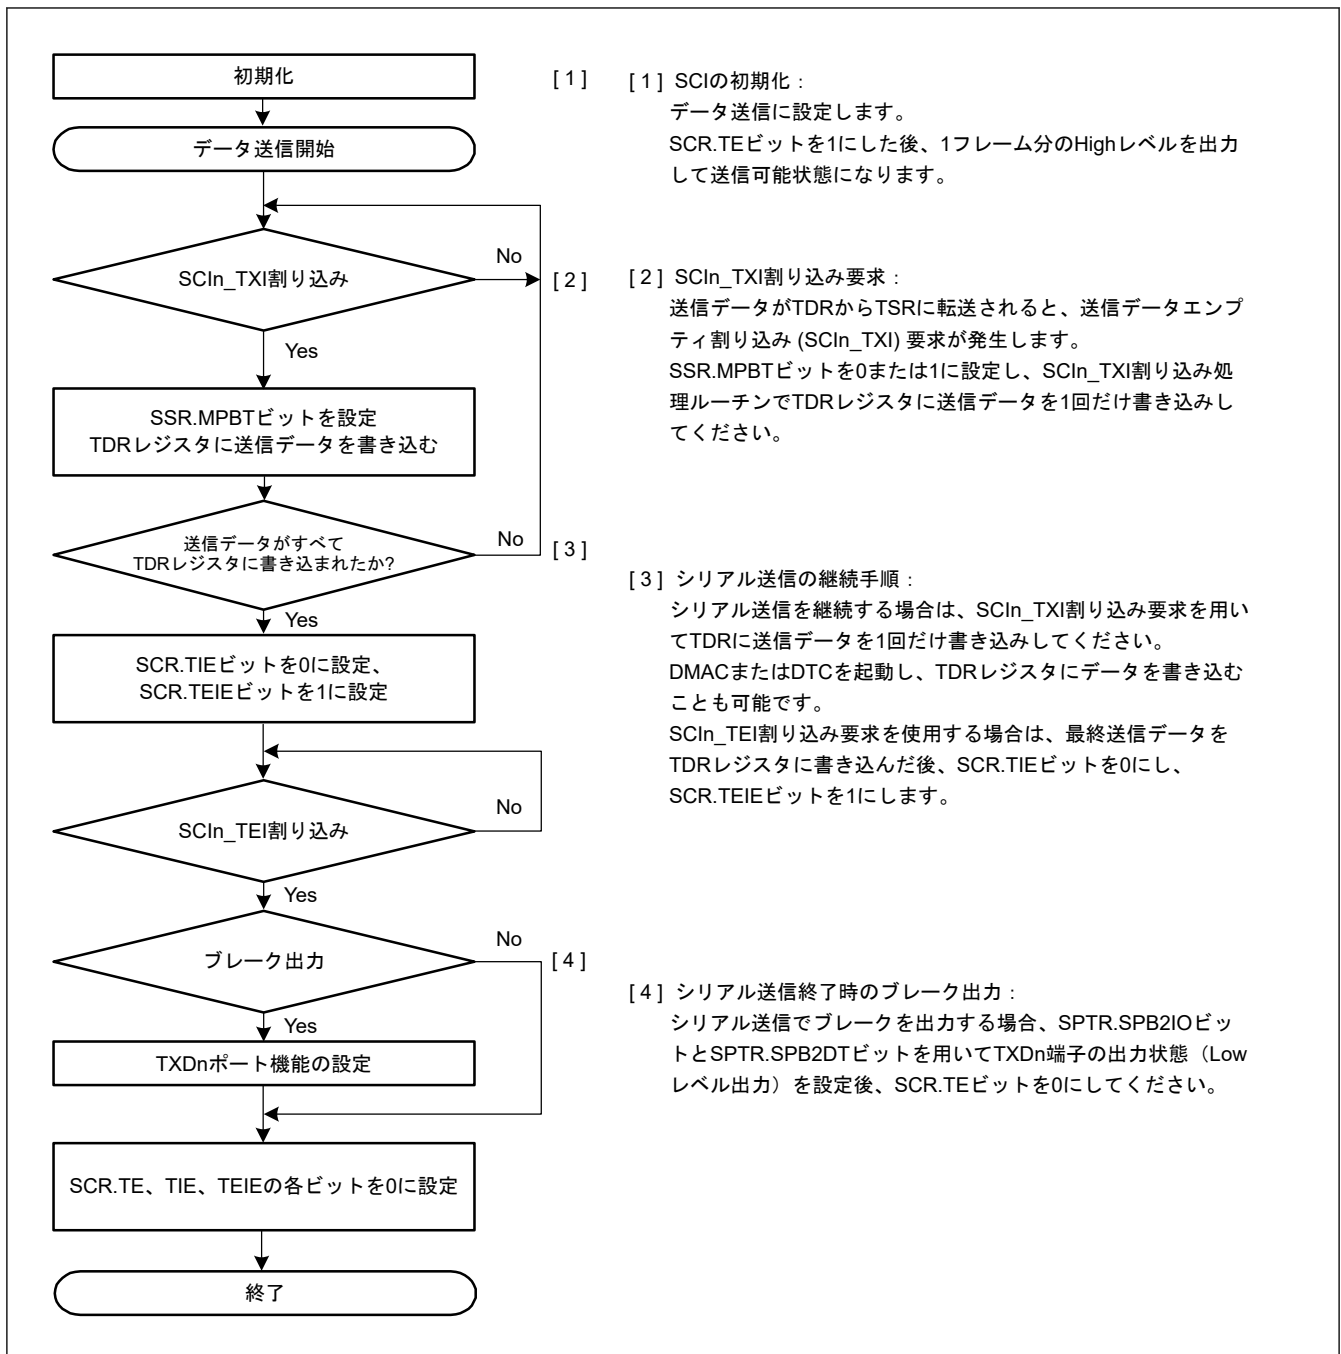 初期化
[ 1 ]
データ送信開始
SCIn_TXI割り込み
No
[ 2 ]
Yes
SSR.MPBTビットを設定
TDRレジスタに送信データを書き込む
送信データがすべて
TDRレジスタに書き込まれたか?
No
[ 3 ]
Yes
SCR.TIEビットを0に設定、
SCR.TEIEビットを1に設定
SCIn_TEI割り込み
No
Yes
ブレーク出力
No
[ 4 ]
Yes
TXDnポート機能の設定
SCR.TE、TIE、TEIEの各ビットを0に設定
終了
[ 1 ] SCIの初期化：
データ送信に設定します。
SCR.TEビットを1にした後、1フレーム分のHighレベルを出力
して送信可能状態になります。
[ 2 ] SCIn_TXI割り込み要求：
送信データがTDRからTSRに転送されると、送信データエンプ
ティ割り込み (SCIn_TXI) 要求が発生します。
SSR.MPBTビットを0または1に設定し、SCIn_TXI割り込み処
理ルーチンでTDRレジスタに送信データを1回だけ書き込みし
てください。
[ 3 ] シリアル送信の継続手順：
シリアル送信を継続する場合は、SCIn_TXI割り込み要求を用い
てTDRに送信データを1回だけ書き込みしてください。
DMACまたはDTCを起動し、TDRレジスタにデータを書き込む
ことも可能です。
SCIn_TEI割り込み要求を使用する場合は、最終送信データを
TDRレジスタに書き込んだ後、SCR.TIEビットを0にし、
SCR.TEIEビットを1にします。
[ 4 ] シリアル送信終了時のブレーク出力：
シリアル送信でブレークを出力する場合、SPTR.SPB2IOビッ
トとSPTR.SPB2DTビットを用いてTXDn端子の出力状態（Low
レベル出力）を設定後、SCR.TEビットを0にしてください。